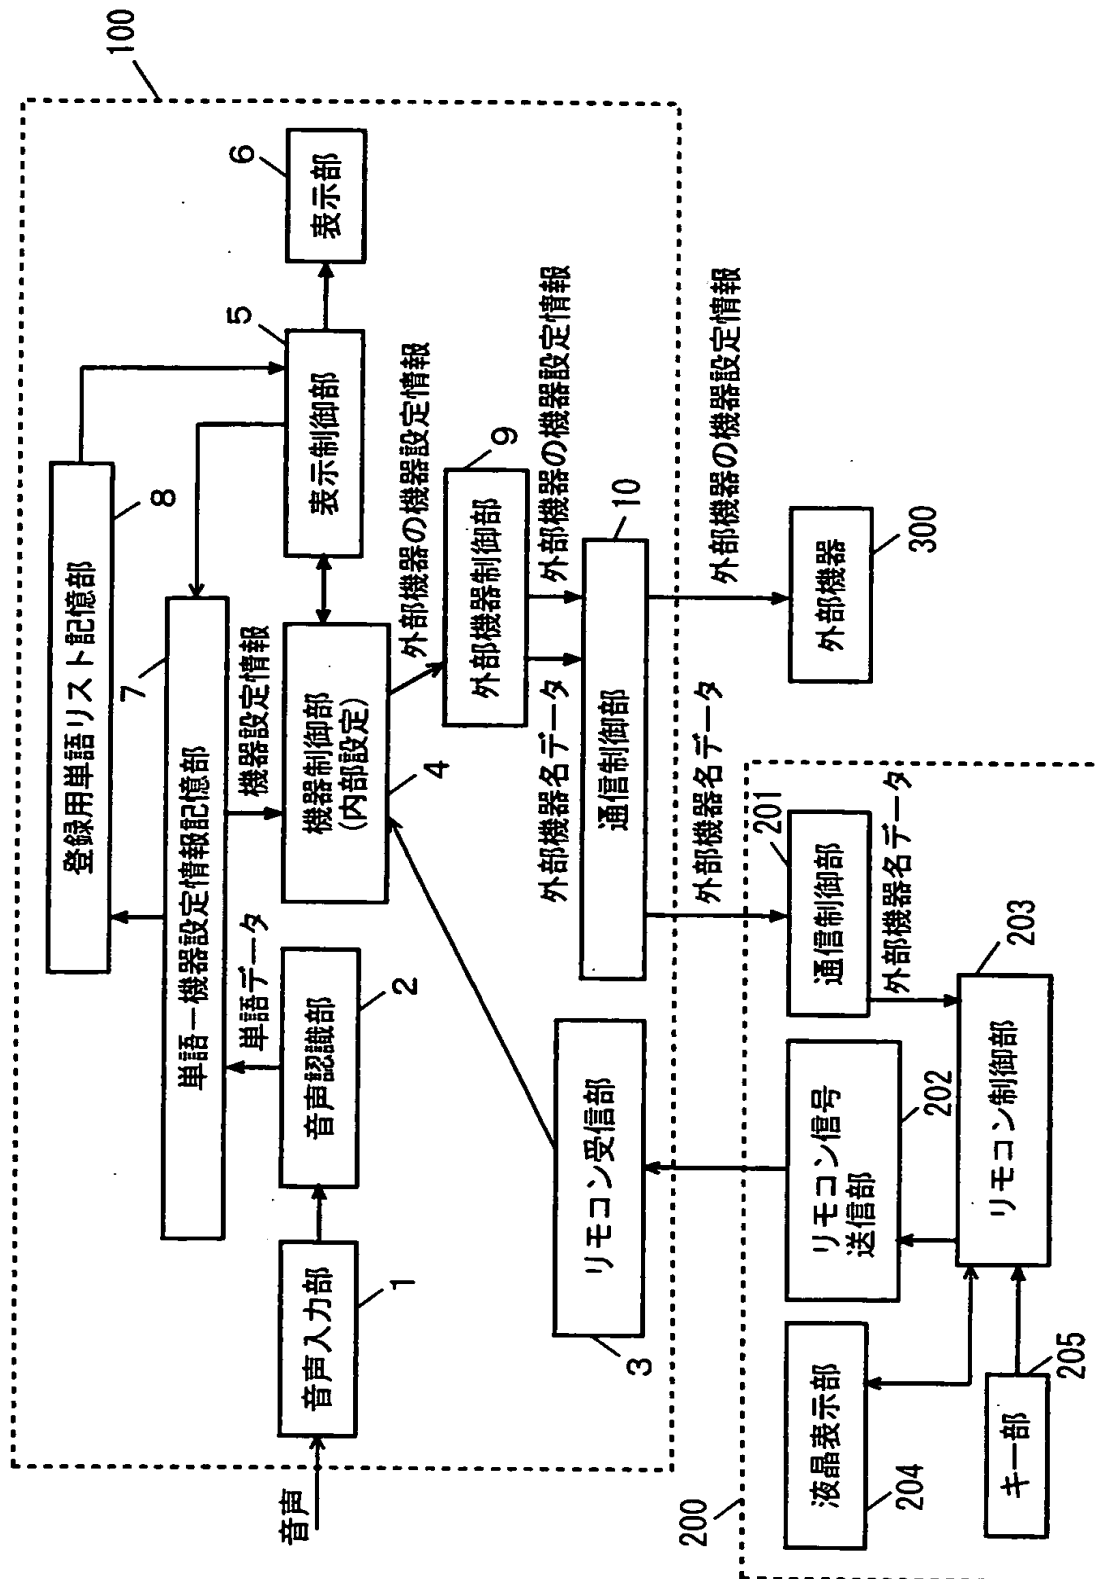 100
登録用単語リスト記憶部
8
単語ー機器設定情報記憶部
7
単語データ
機器設定情報
音声
音声入力部
1
音声認識部
2
機器制御部
(内部設定)
4
表示制御部
5
表示部
6
外部機器の機器設定情報
外部機器制御部
9
外部機器名データ
外部機器の機器設定情報
リモコン受信部
3
通信制御部
10
外部機器名データ
外部機器の機器設定情報
200
液晶表示部
204
リモコン信号
送信部
202
通信制御部
201
外部機器名データ
外部機器
300
キー部
205
リモコン制御部
203